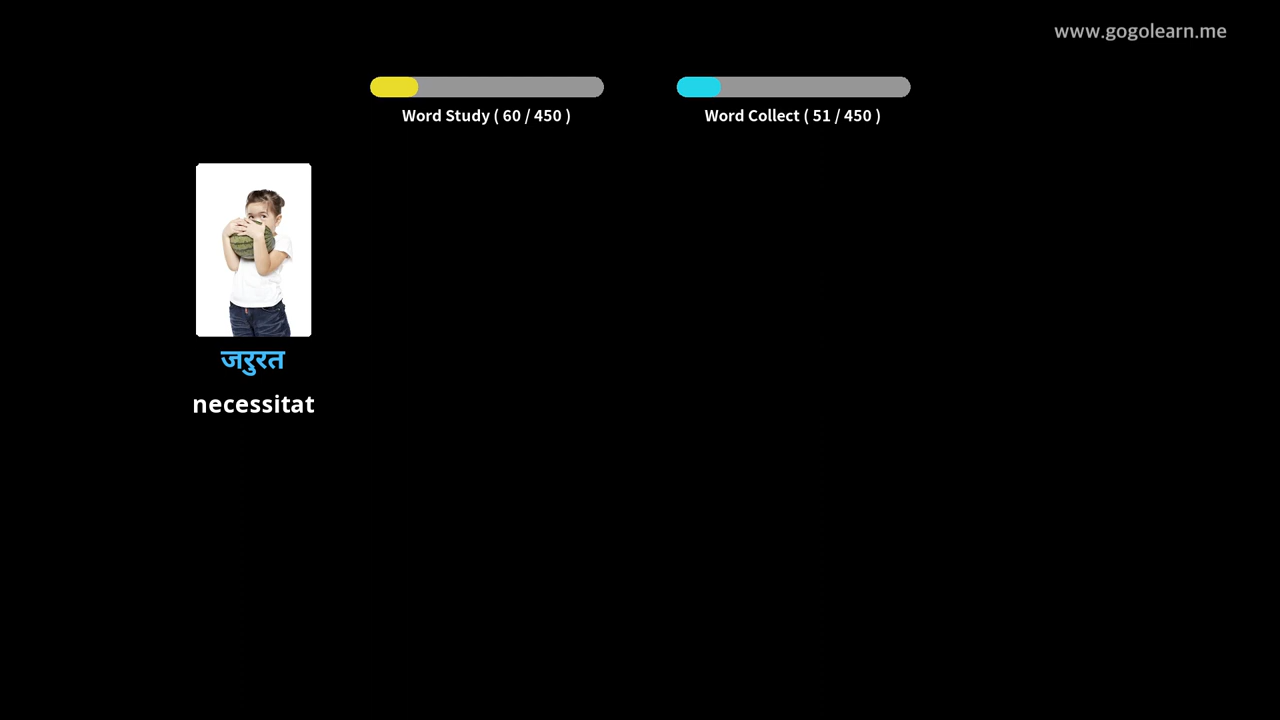 www.gogolearn.me
Word Study ( 60 / 450 )
Word Collect ( 51 / 450 )
जरुरत
necessitat